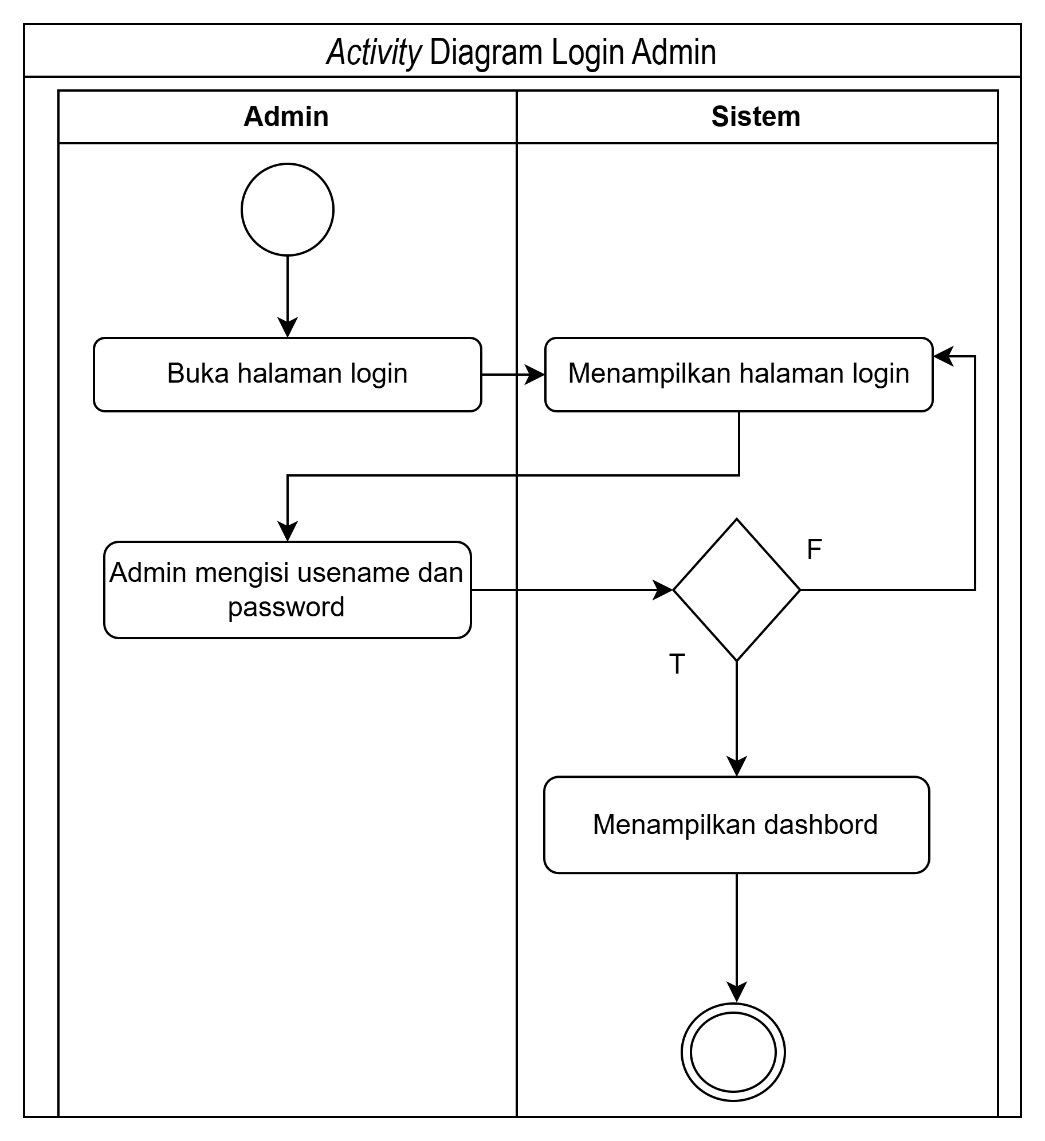 Activity Diagram Login Admin
Admin
Sistem
Buka halaman login
Menampilkan halaman login
Admin mengisi usename dan
password
F
T
Menampilkan dashbord